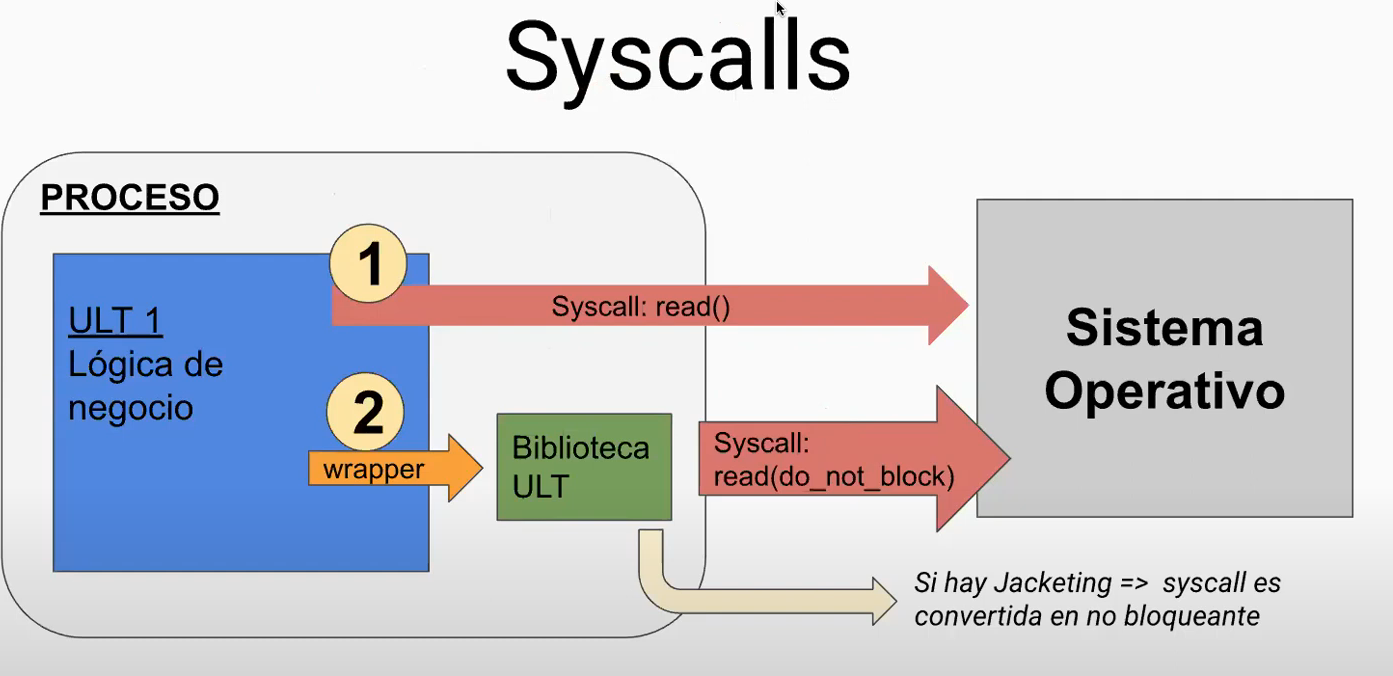 Syscalls
PROCESO
1
Syscall: read()
ULT 1
Lógica de
negocio
Sistema
Operativo
2
wrapper
Biblioteca
ULT
Syscall:
read(do_not_block)
Si hay Jacketing => syscall es
convertida en no bloqueante